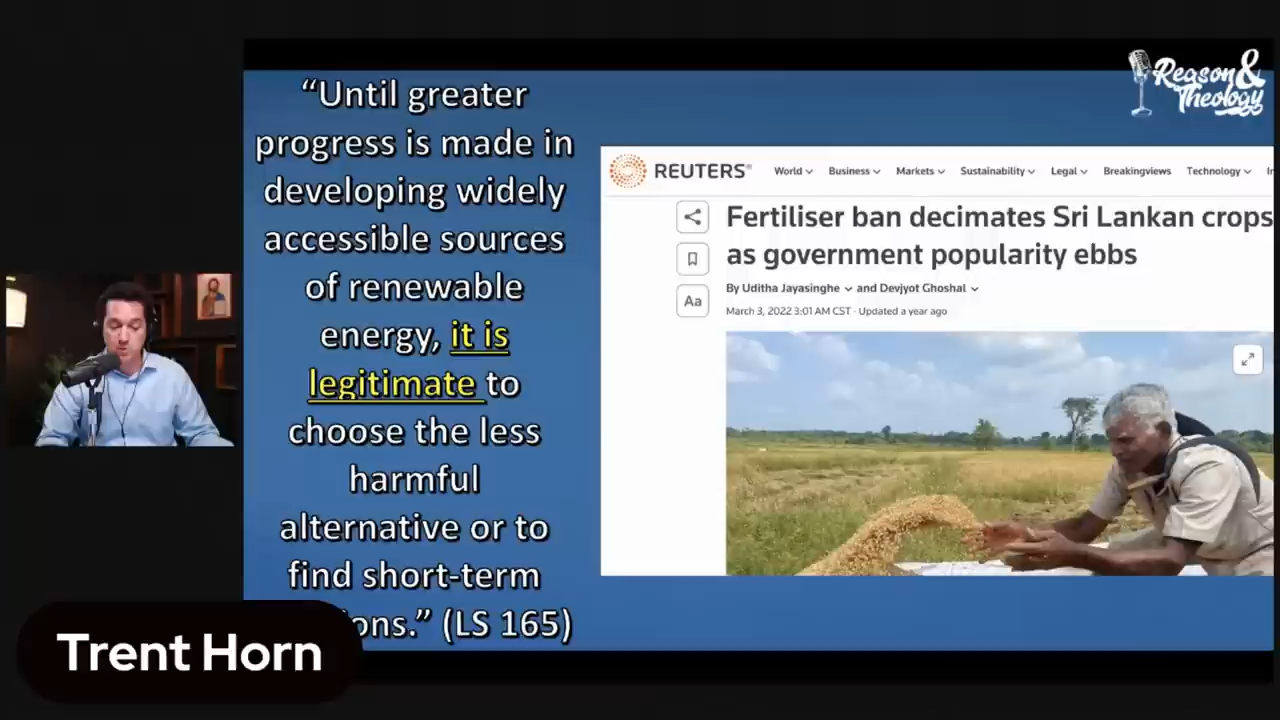 “Until greater
progress is made in
developing widely
accessible sources
of renewable
energy, it is
legitimate to
choose the less
harmful
alternative or to
find short-term
ons.” (LS 165)
Reason &
Theology
REUTERS®
World Business Markets Sustainability Legal Breakingviews Technology
Fertiliser ban decimates Sri Lankan crops
as government popularity ebbs
Aa
By Uditha Jayasinghe and Devjyot Ghoshal
March 3, 2022 3:01 AM CST · Updated a year ago
Trent Horn